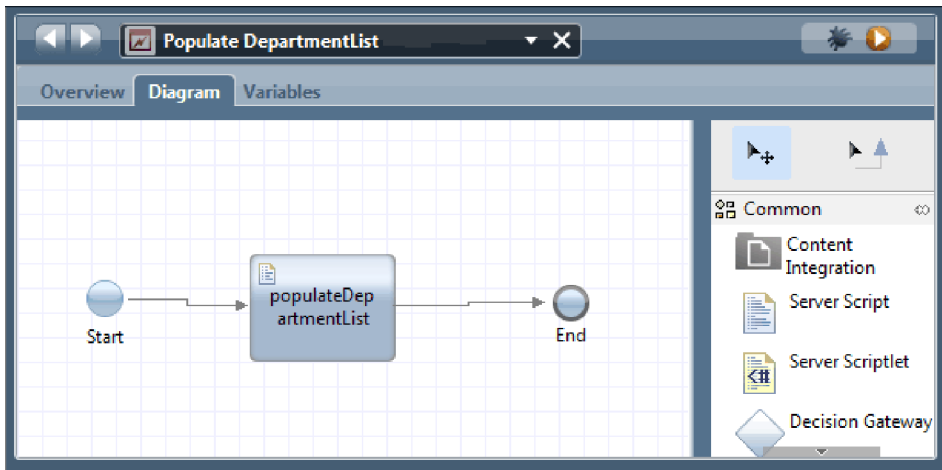 Populate DepartmentList
Overview Diagram Variables
Common
Content
Integration
Server Script
<#
Server Scriptlet
Decision Gateway
populateDep
artmentList
Start
End